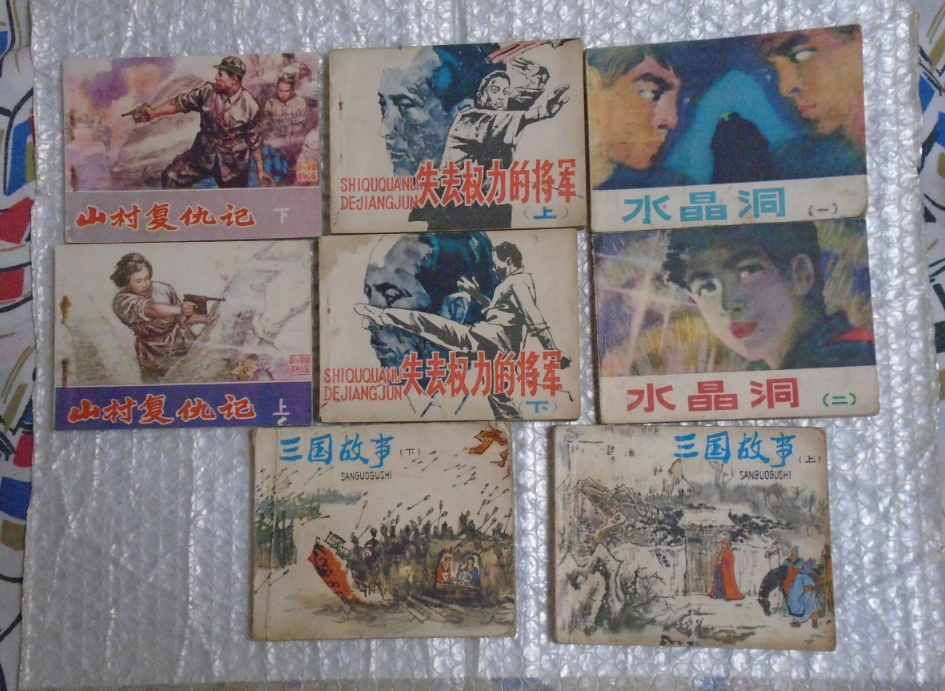 山村复仇记 下
SHIQUQUANLI
DEJIANGJUN
失去权力的将军
(上)
水晶洞 (一)
山村复仇记 上
SHIQUQUANLI
DEJIANGJUN
失去权力的将军
(下)
水晶洞 (二)
三国故事 (下)
SANGUOGUSHI
三国故事 (上)
SANGUOGUSHI